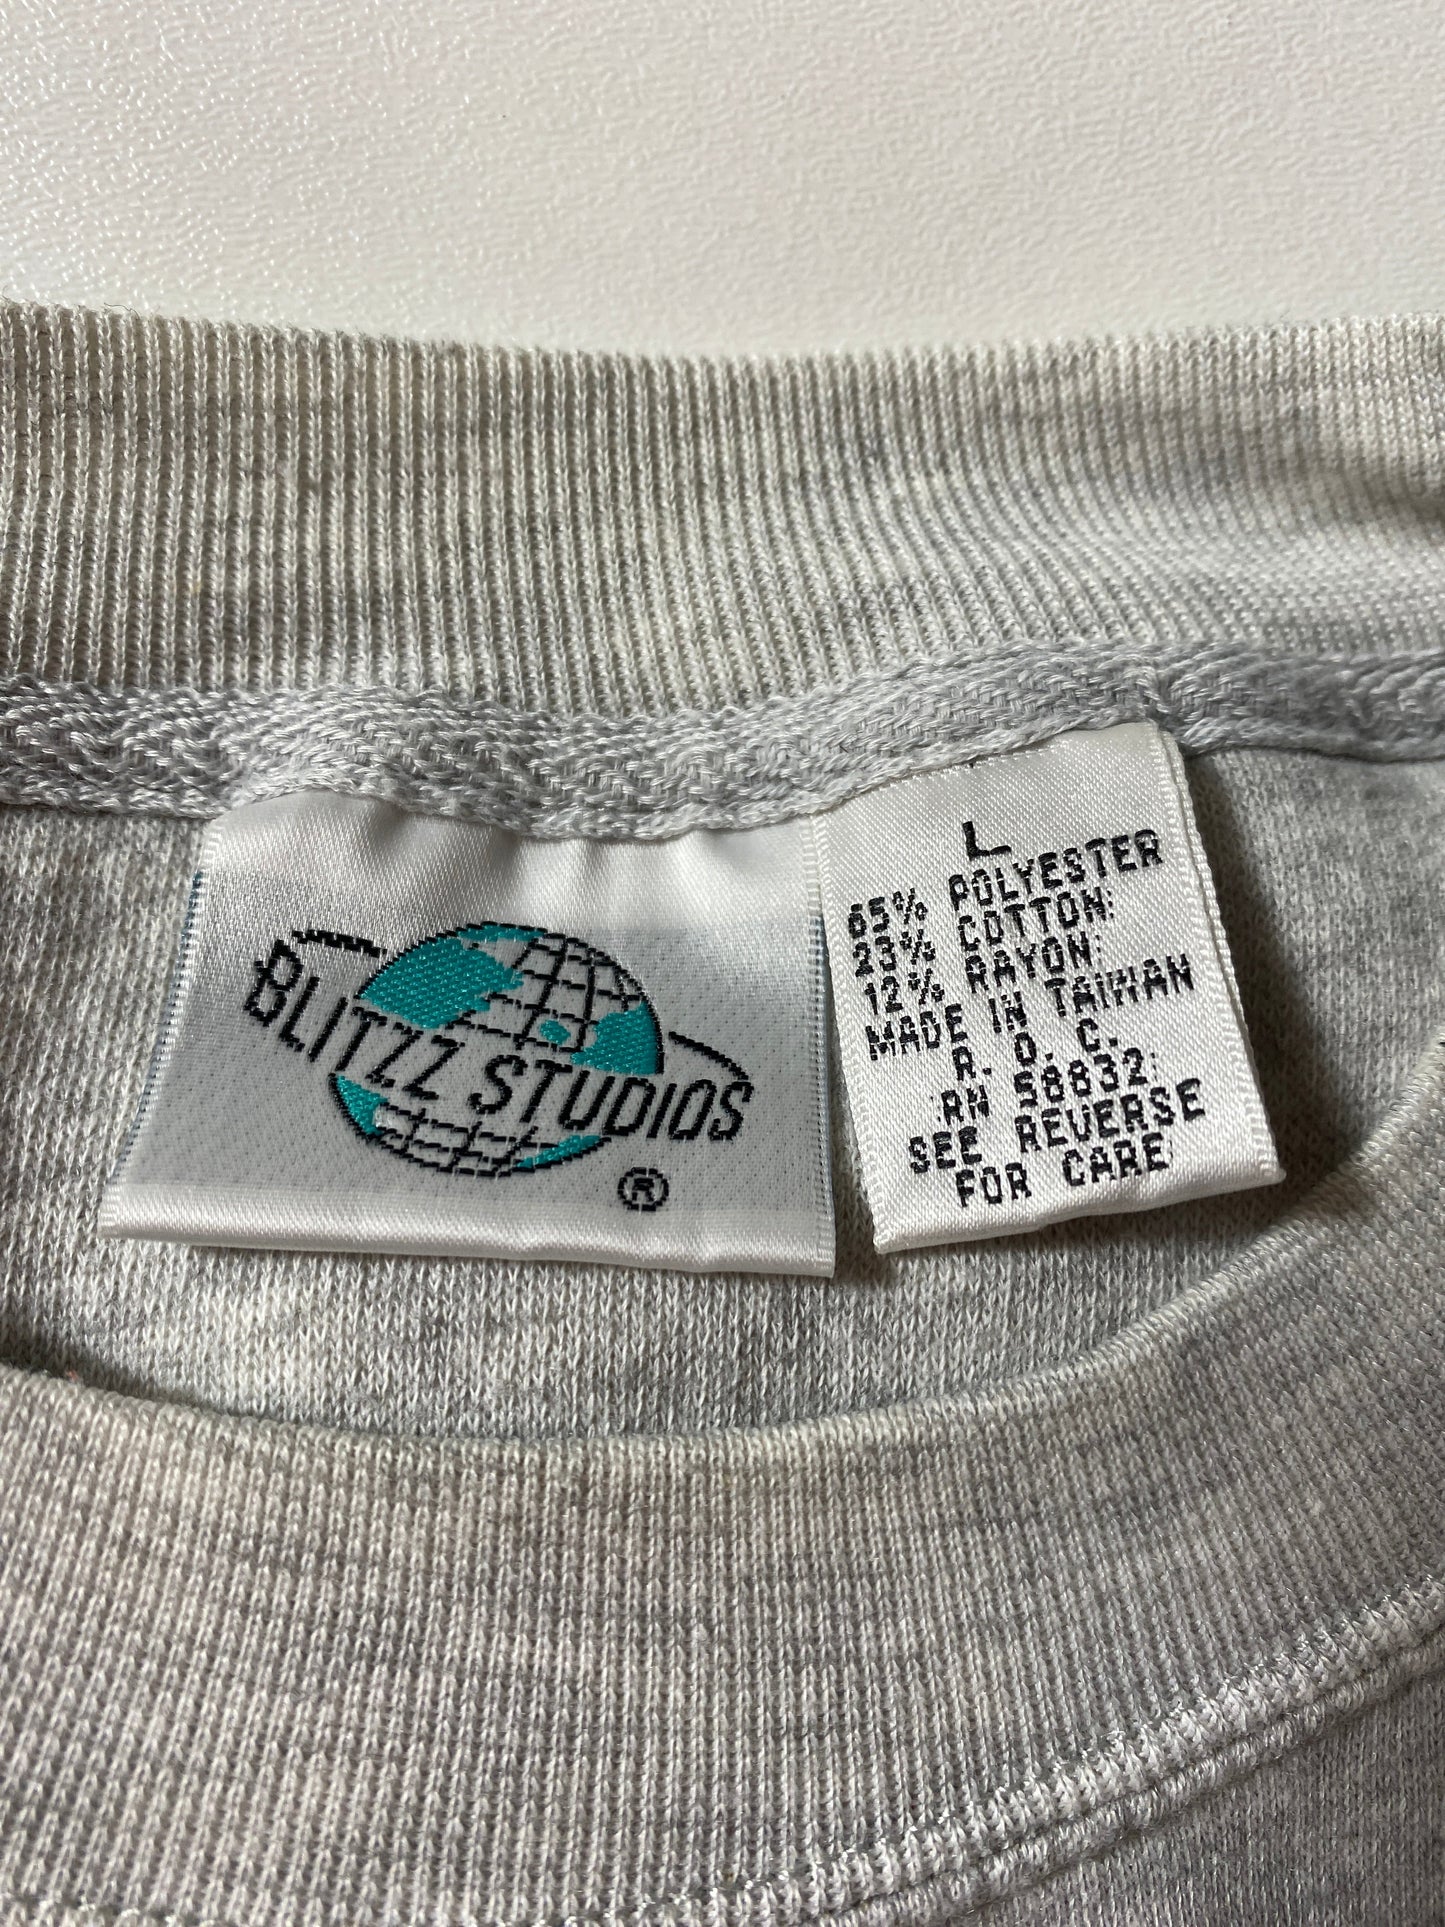 BLITZZ STUDIOS
®
L
65% POLYESTER
23% COTTON:
12% RAYON:
MADE IN TAIWAN
R. O. C.
RN 58832:
SEE REVERSE
FOR CARE